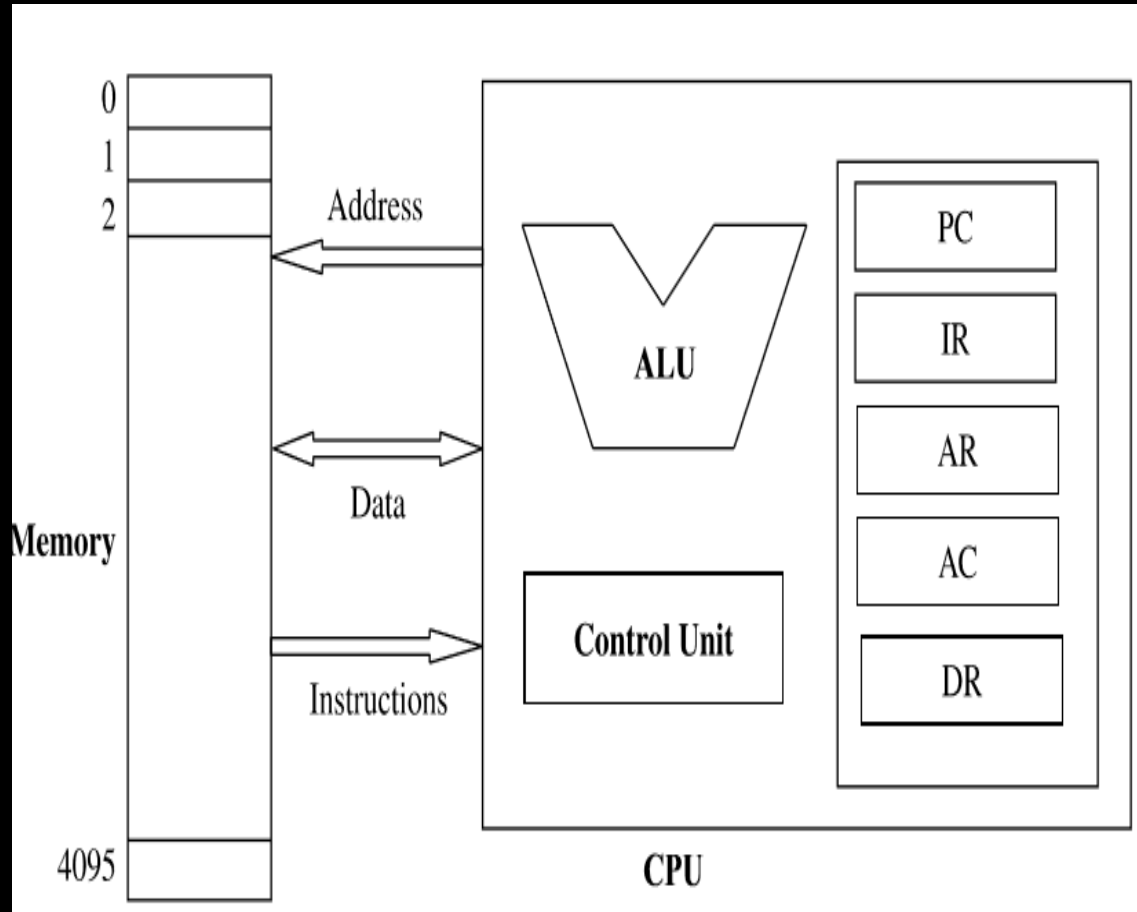 0
1
2
Address
Data
Memory
Instructions
4095
ALU
Control Unit
PC
IR
AR
AC
DR
CPU